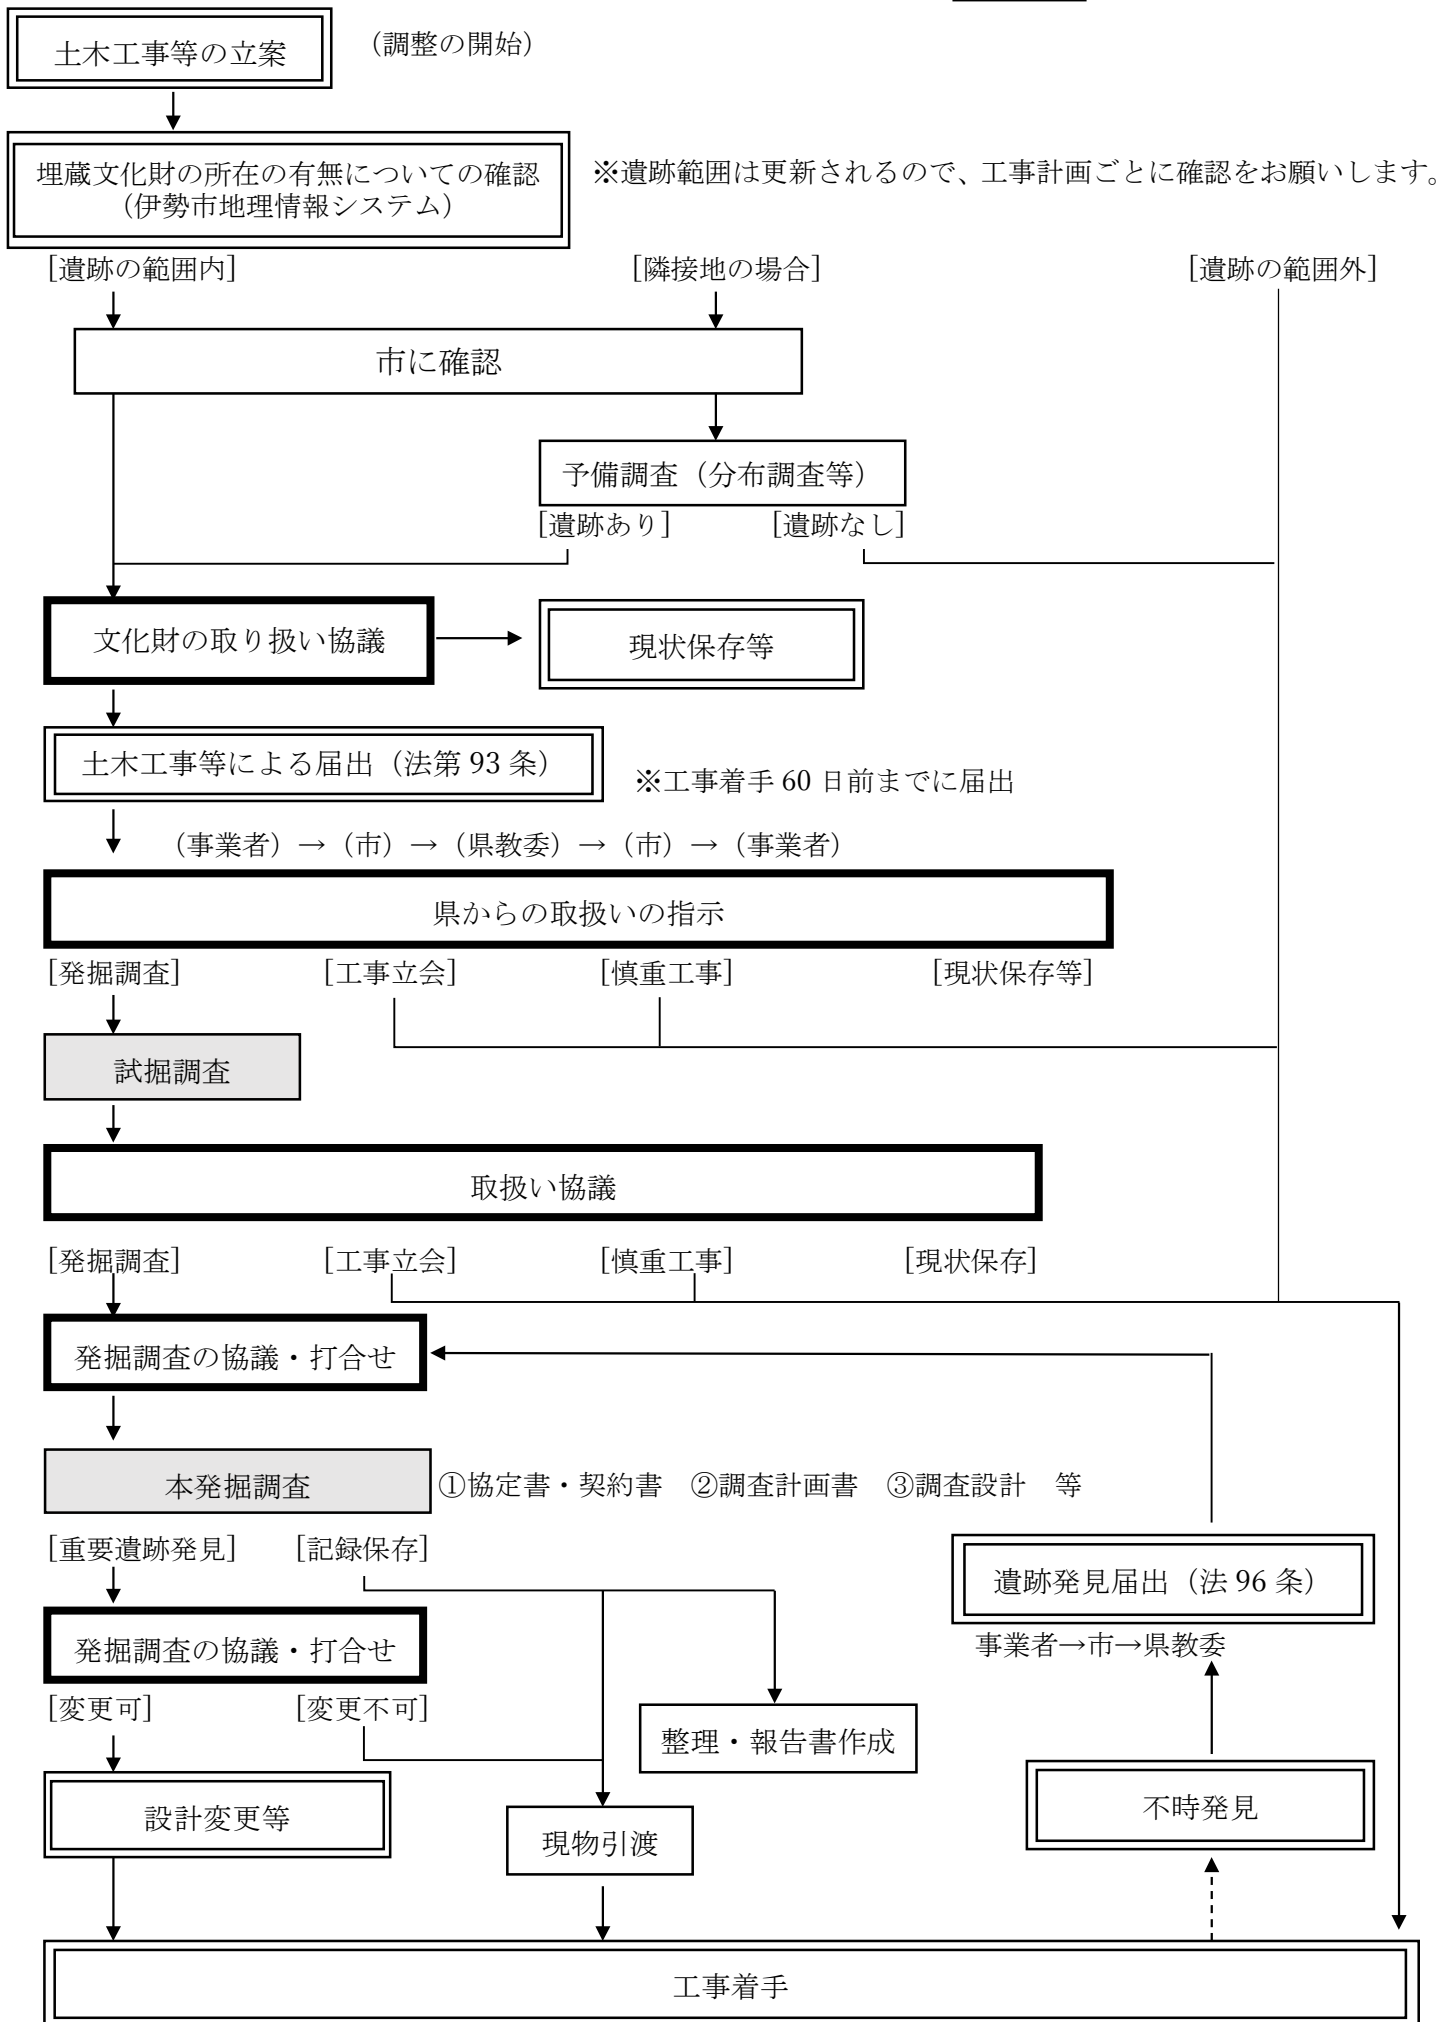 土木工事等の立案
（調整の開始）
埋蔵文化財の所在の有無についての確認
（伊勢市地理情報システム）
※遺跡範囲は更新されるので、工事計画ごとに確認をお願いします。
[遺跡の範囲内]
[隣接地の場合]
[遺跡の範囲外]
市に確認
予備調査（分布調査等）
[遺跡あり]
[遺跡なし]
文化財の取り扱い協議
現状保存等
土木工事等による届出（法第 93 条）
※工事着手 60 日前までに届出
（事業者）→（市）→（県教委）→（市）→（事業者）
県からの取扱いの指示
[発掘調査]
[工事立会]
[慎重工事]
[現状保存等]
試掘調査
取扱い協議
[発掘調査]
[工事立会]
[慎重工事]
[現状保存]
発掘調査の協議・打合せ
本発掘調査
①協定書・契約書　②調査計画書　③調査設計　等
[重要遺跡発見]
[記録保存]
遺跡発見届出（法 96 条）
事業者→市→県教委
発掘調査の協議・打合せ
[変更可]
[変更不可]
整理・報告書作成
不時発見
設計変更等
現物引渡
工事着手